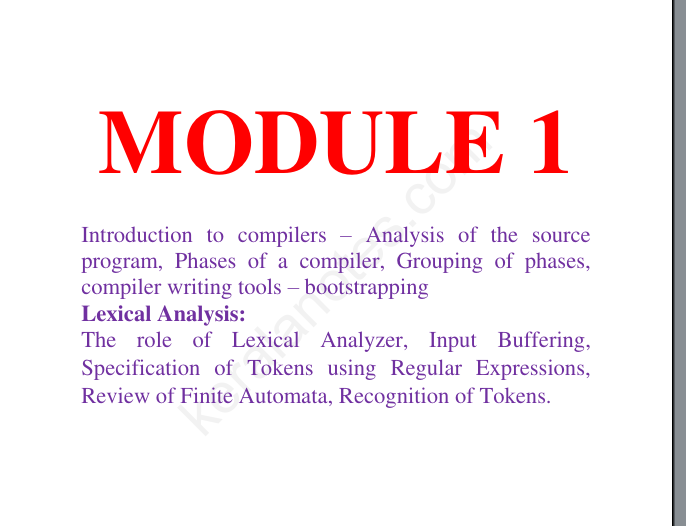 MODULE 1
Introduction to compilers – Analysis of the source
program, Phases of a compiler, Grouping of phases,
compiler writing tools – bootstrapping
Lexical Analysis:
The role of Lexical Analyzer, Input Buffering,
Specification of Tokens using Regular Expressions,
Review of Finite Automata, Recognition of Tokens.
keralanotes.com